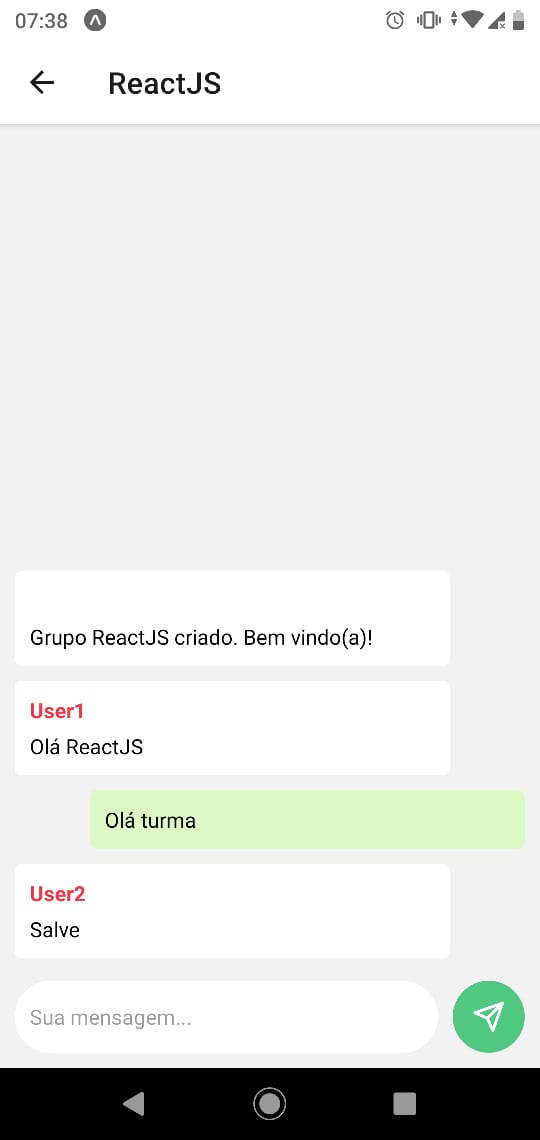 07:38
ReactJS
Grupo ReactJS criado. Bem vindo(a)!
User1
Olá ReactJS
Olá turma
User2
Salve
Sua mensagem...